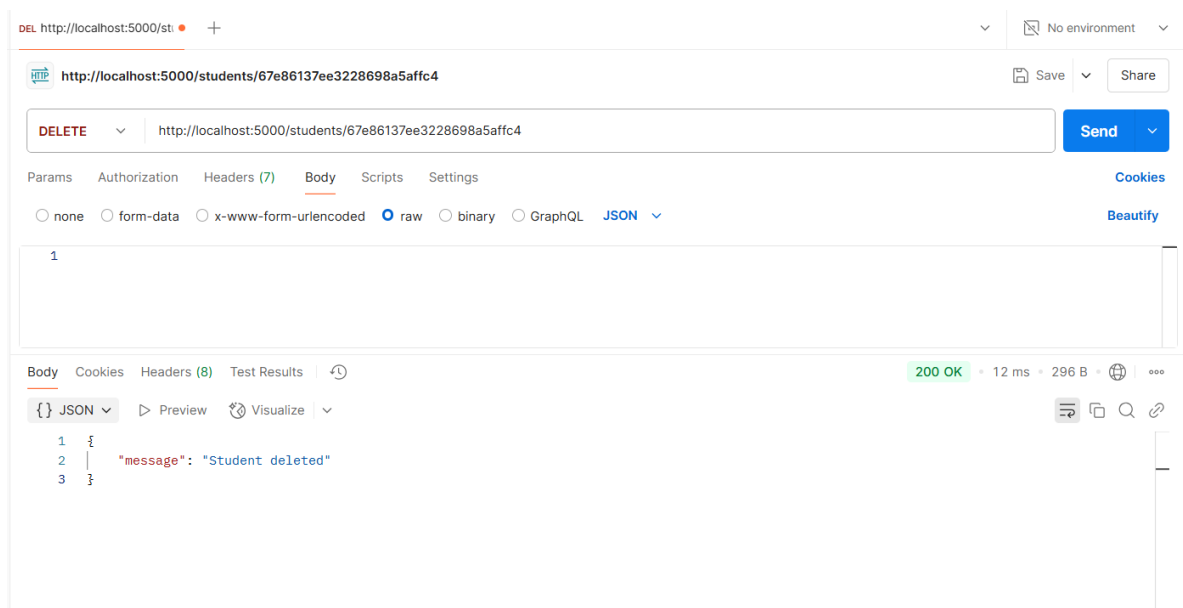 DEL http://localhost:5000/st
No environment
HTTP http://localhost:5000/students/67e86137ee3228698a5affc4 Save Share
DELETE http://localhost:5000/students/67e86137ee3228698a5affc4 Send
Params Authorization Headers (7) Body Scripts Settings Cookies
none form-data x-www-form-urlencoded raw binary GraphQL JSON Beautify
1
Body Cookies Headers (8) Test Results 200 OK • 12 ms • 296 B •
{} JSON Preview Visualize
1 {
2 "message": "Student deleted"
3 }